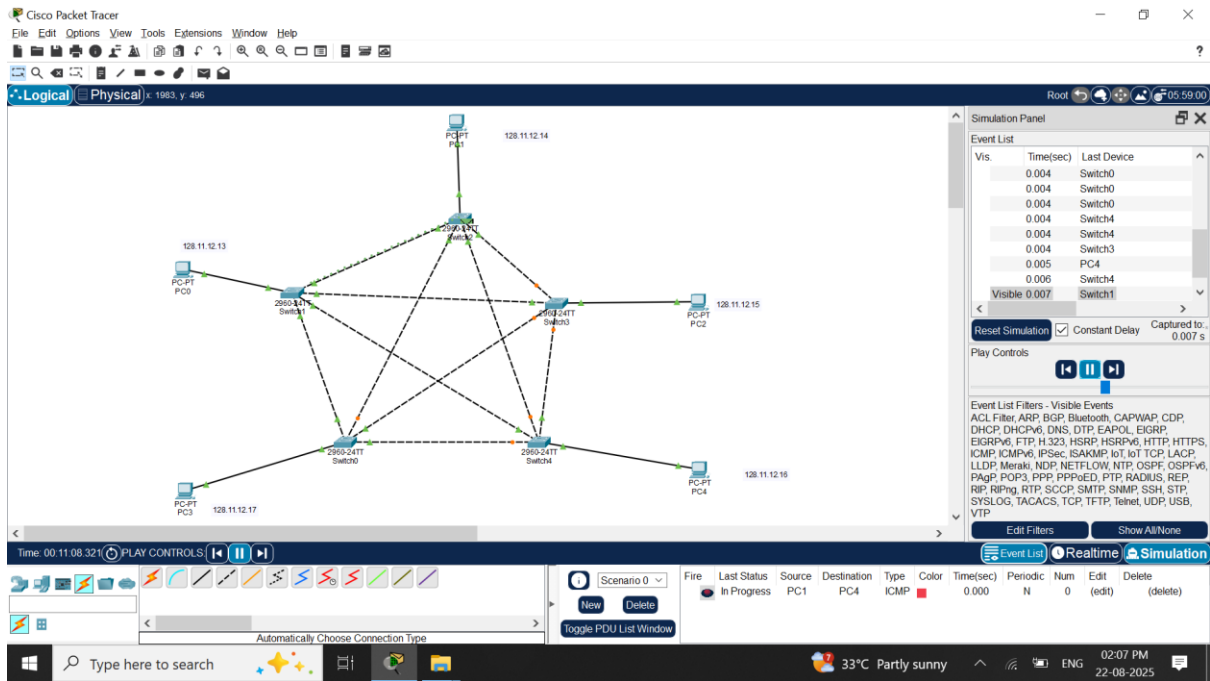 Cisco Packet Tracer
File Edit Options View Tools Extensions Window Help
?
Logical Physical x: 1983, y: 496 Root 05:59:00
PC-PT
PC1
128.11.12.14
2960-24TT
Switch2
128.11.12.13
PC-PT
PC0
2960-24TT
Switch1
2960-24TT
Switch3
PC-PT
PC2
128.11.12.15
2960-24TT
Switch0
2960-24TT
Switch4
PC-PT
PC4
128.11.12.16
PC-PT
PC3
128.11.12.17
Simulation Panel
Event List
Vis. Time(sec) Last Device
0.004 Switch0
0.004 Switch0
0.004 Switch0
0.004 Switch4
0.004 Switch4
0.004 Switch3
0.005 PC4
0.006 Switch4
Visible 0.007 Switch1
Reset Simulation Constant Delay Captured to:.
0.007 s
Play Controls
Event List Filters - Visible Events
ACL Filter, ARP, BGP, Bluetooth, CAPWAP, CDP,
DHCP, DHCPv6, DNS, DTP, EAPOL, EIGRP,
EIGRPv6, FTP, H.323, HSRP, HSRPv6, HTTP, HTTPS,
ICMP, ICMPv6, IPSec, ISAKMP, IoT, IoT TCP, LACP,
LLDP, Meraki, NDP, NETFLOW, NTP, OSPF, OSPFv6,
PAgP, POP3, PPP, PPPoED, PTP, RADIUS, REP,
RIP, RIPng, RTP, SCCP, SMTP, SNMP, SSH, STP,
SYSLOG, TACACS, TCP, TFTP, Telnet, UDP, USB,
VTP
Edit Filters Show All/None
Time: 00:11:08.321 PLAY CONTROLS: Event List Realtime Simulation
Automatically Choose Connection Type
Scenario 0
New Delete
Toggle PDU List Window
Fire Last Status Source Destination Type Color Time(sec) Periodic Num Edit Delete
In Progress PC1 PC4 ICMP 0.000 N 0 (edit) (delete)
Type here to search
33°C Partly sunny ENG 02:07 PM
22-08-2025